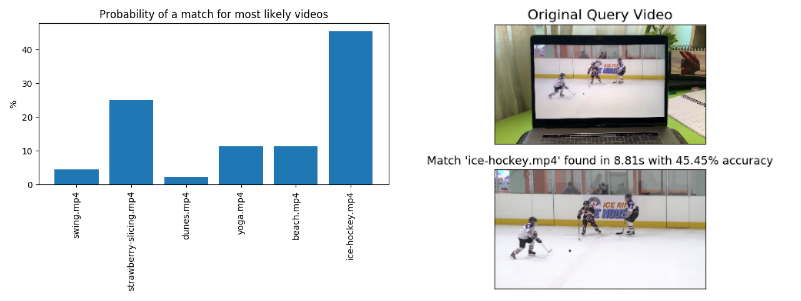 Probability of a match for most likely videos
%
40
30
20
10
0
swing.mp4
strawberry-slicing.mp4
dunes.mp4
yoga.mp4
beach.mp4
ice-hockey.mp4
Original Query Video
Match 'ice-hockey.mp4' found in 8.81s with 45.45% accuracy
ICE RI